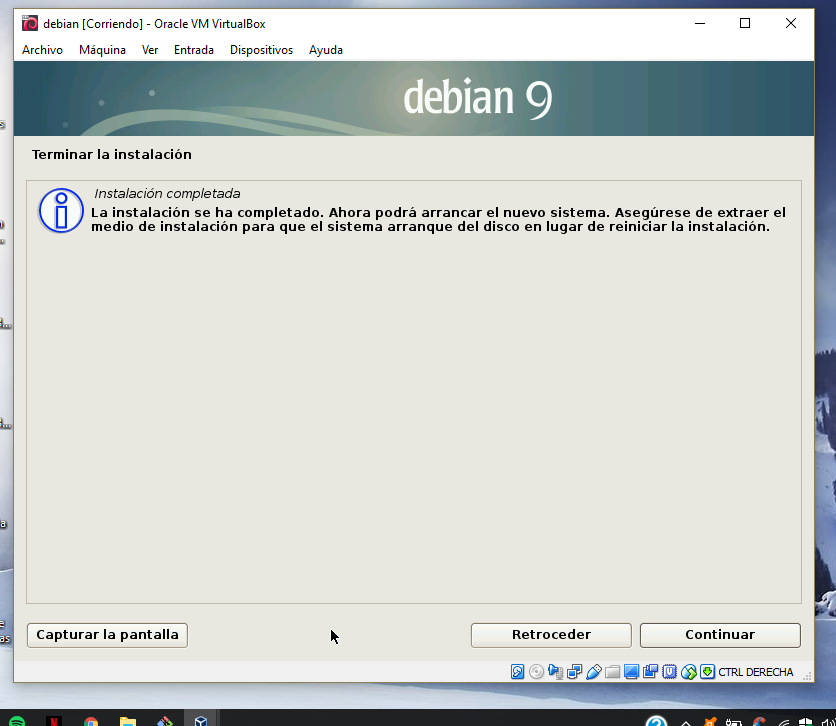 debian [Corriendo] - Oracle VM VirtualBox
Archivo Máquina Ver Entrada Dispositivos Ayuda
debian 9
Terminar la instalación
Instalación completada
La instalación se ha completado. Ahora podrá arrancar el nuevo sistema. Asegúrese de extraer el
medio de instalación para que el sistema arranque del disco en lugar de reiniciar la instalación.
Capturar la pantalla Retroceder Continuar
CTRL DERECHA